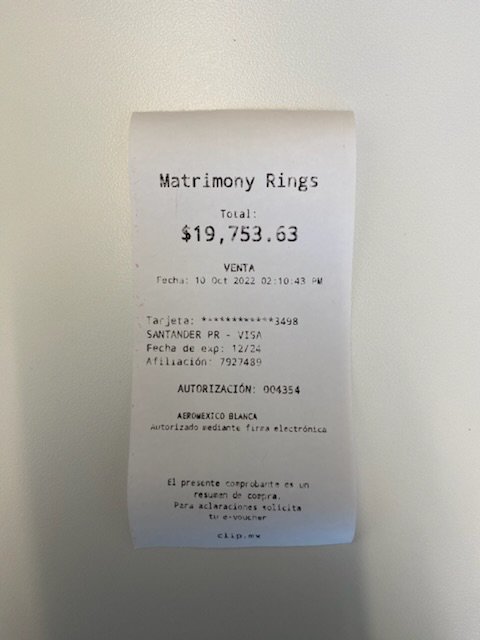 Matrimony Rings
Total:
$19,753.63
VENTA
Fecha: 10 Oct 2022 02:10:43 PM
Tarjeta: ************3498
SANTANDER PR - VISA
Fecha de exp: 12/24
Afiliación: 7927489
AUTORIZACIÓN: 004354
AEROMEXICO BLANCA
Autorizado mediante firma electrónica
El presente comprobante es un
resumen de compra.
Para aclaraciones solicita
tu e-voucher
clip.mx